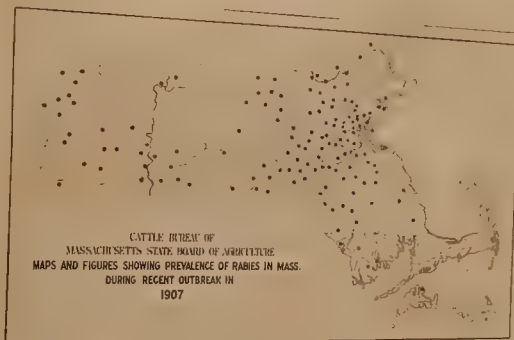 CATTLE BUREAU OF
MASSACHUSETTS STATE BOARD OF AGRICULTURE
MAPS AND FIGURES SHOWING PREVALENCE OF RABIES IN MASS.
DURING RECENT OUTBREAK IN
1907